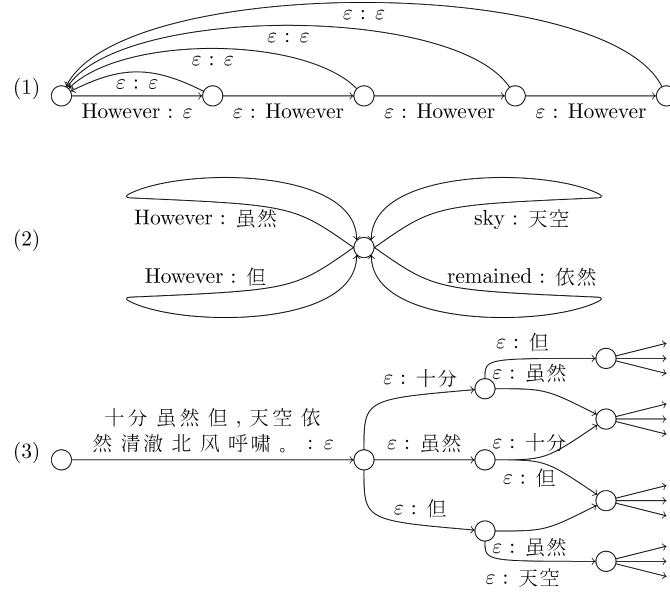 ε : ε
ε : ε
ε : ε
(1)
ε : ε
However : ε
ε : However
ε : However
ε : However
However : 虽然
sky : 天空
(2)
However : 但
remained : 依然
ε : 但
ε : 十分
ε : 虽然
十分 虽然 但 , 天空 依
然 清澈 北 风 呼啸 。 : ε
(3)
ε : 虽然
ε : 十分
ε : 但
ε : 但
ε : 虽然
ε : 天空